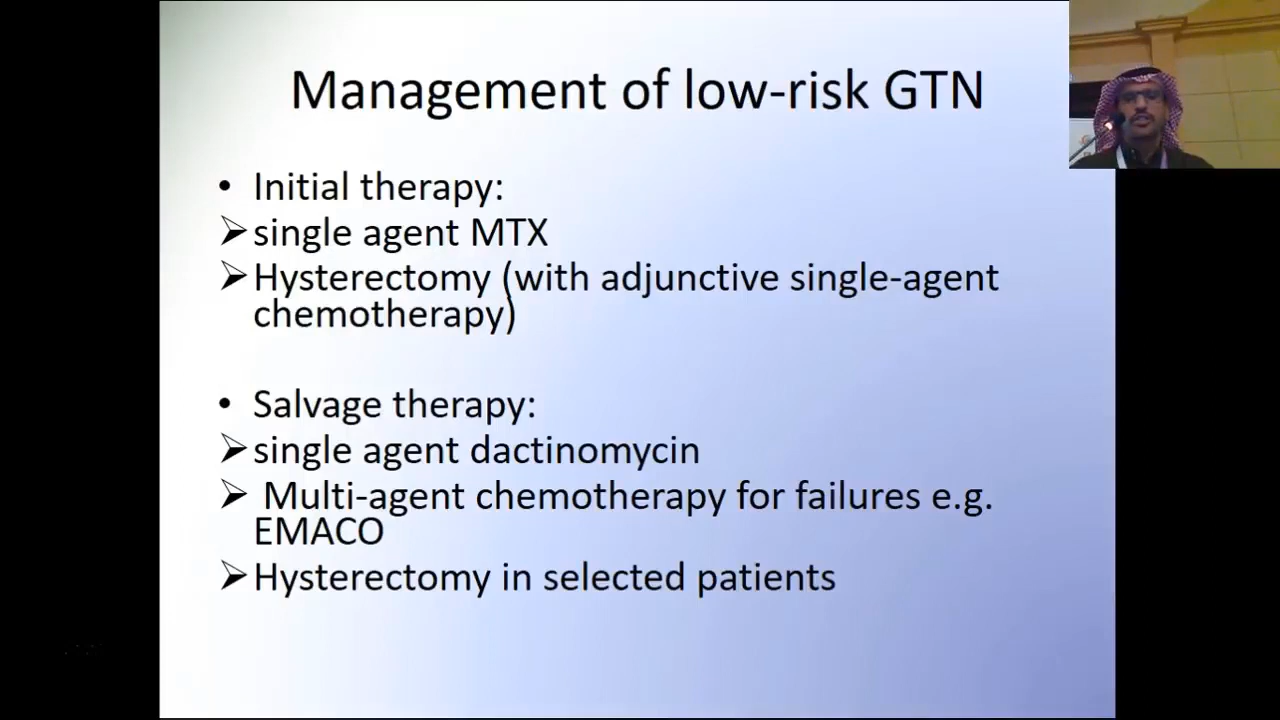 Management of low-risk GTN
• Initial therapy:
➢ single agent MTX
➢ Hysterectomy (with adjunctive single-agent
chemotherapy)
• Salvage therapy:
➢ single agent dactinomycin
➢ Multi-agent chemotherapy for failures e.g.
EMACO
➢ Hysterectomy in selected patients